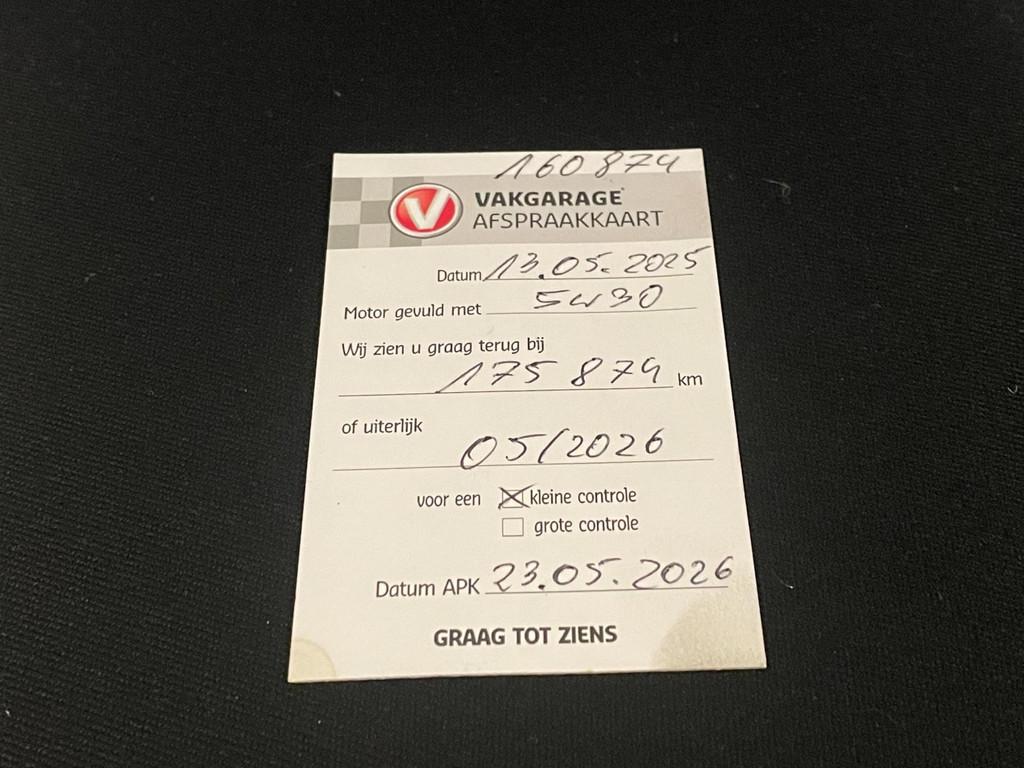 160874
V VAKGARAGE
AFSPRAAKKAART
Datum 13.05.2025
Motor gevuld met 5w30
Wij zien u graag terug bij
175 874 km
of uiterlijk
05/2026
voor een ☒ kleine controle
☐ grote controle
Datum APK 23.05.2026
GRAAG TOT ZIENS